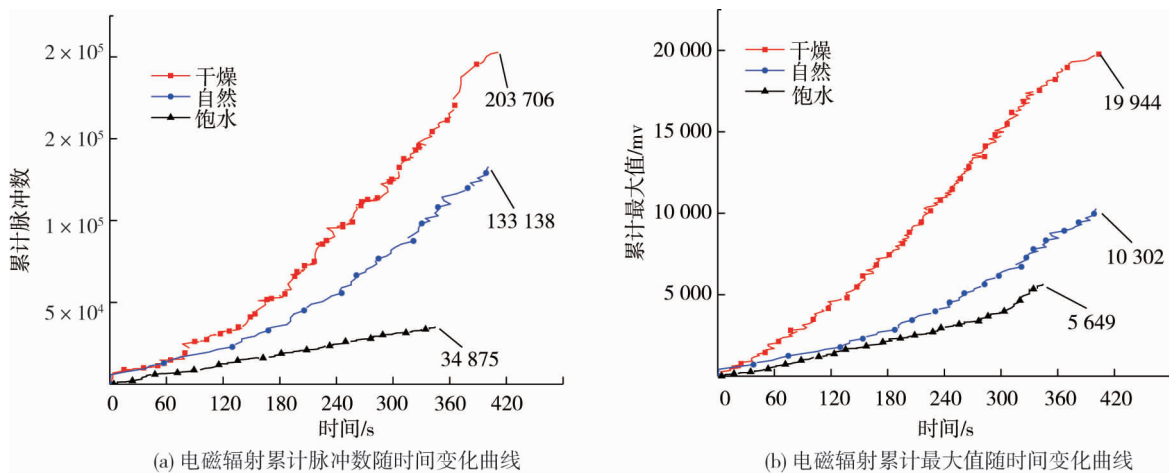 2×10⁵
2×10⁵
1×10⁵
5×10⁴
累计脉冲数
干燥
自然
饱水
203 706
133 138
34 875
0 60 120 180 240 300 360 420 480
时间/s
(a) 电磁辐射累计脉冲数随时间变化曲线
20 000
15 000
10 000
5 000
0
累计最大值/mv
干燥
自然
饱水
19 944
10 302
5 649
0 60 120 180 240 300 360 420
时间/s
(b) 电磁辐射累计最大值随时间变化曲线